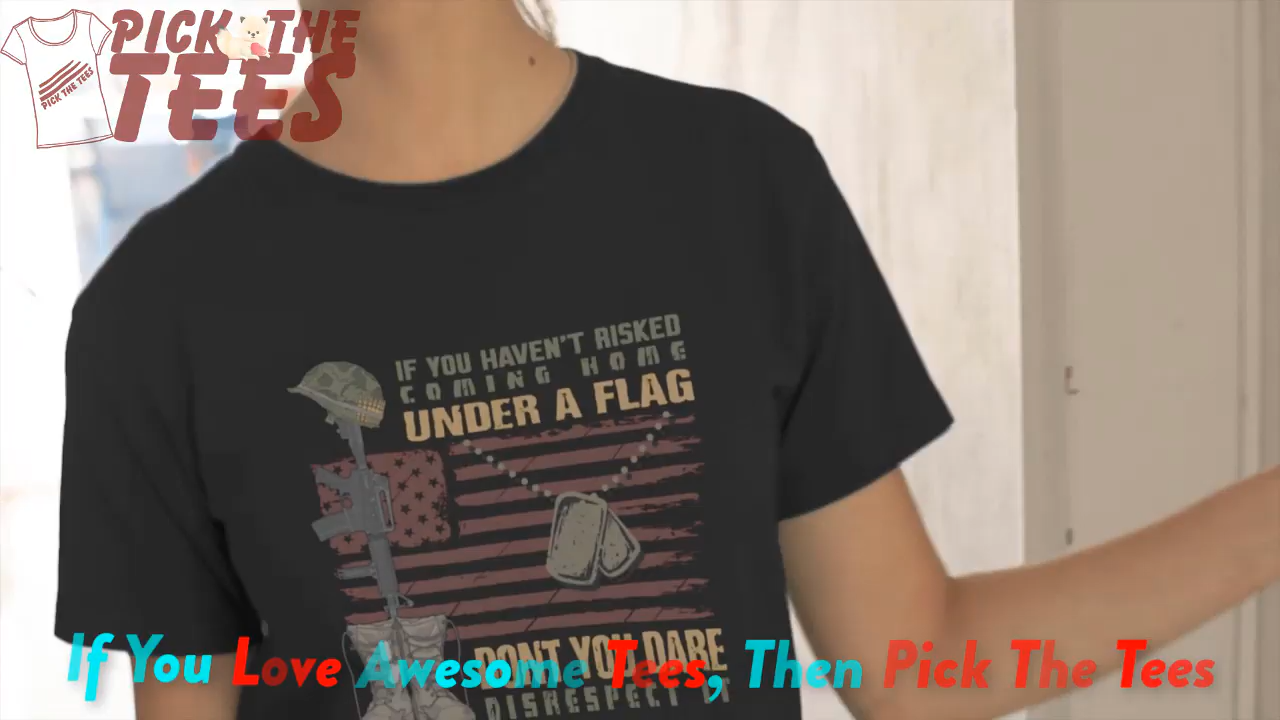 PICK THE
TEES
PICK THE TEES
IF YOU HAVEN'T RISKED
COMING HOME
UNDER A FLAG
DONT YOU DARE
DISRESPECT IT
If You Love Awesome Tees, Then Pick The Tees